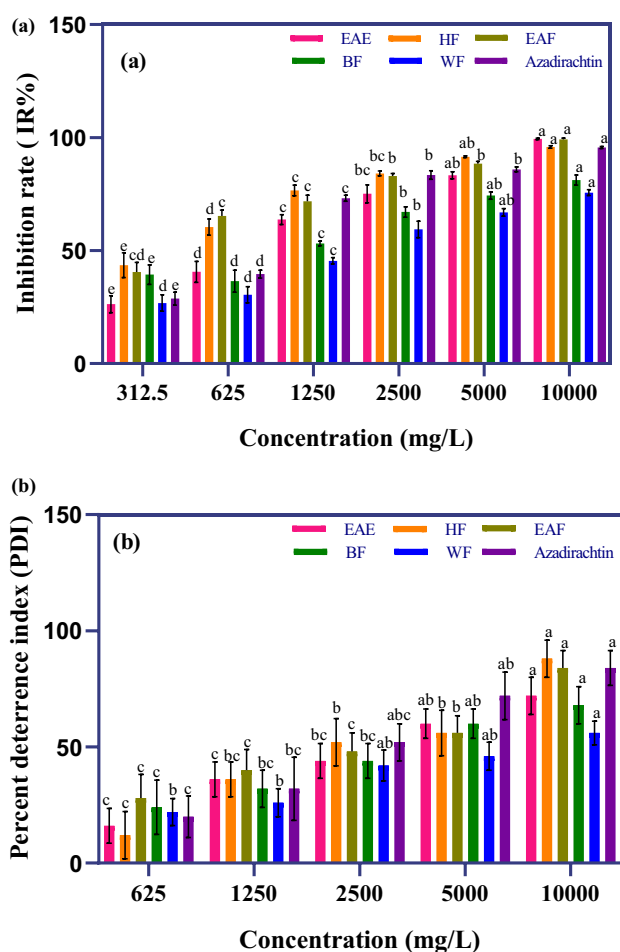 (a)
150
EAE HF EAF
BF WF Azadirachtin
(a)
Inhibition rate ( IR%)
100
50
0
e e cd d e e
d d d d d d
c c c c c c
bc bc b b b b
ab ab b ab ab b
a a a a a a
312.5 625 1250 2500 5000 10000
Concentration (mg/L)
(b)
150
EAE HF EAF
BF WF Azadirachtin
(b)
Percent deterrence index (PDI)
100
50
0
c c c c b c
c bc c bc b bc
bc b c bc ab abc
ab b b ab ab ab
a a a a a a
625 1250 2500 5000 10000
Concentration (mg/L)